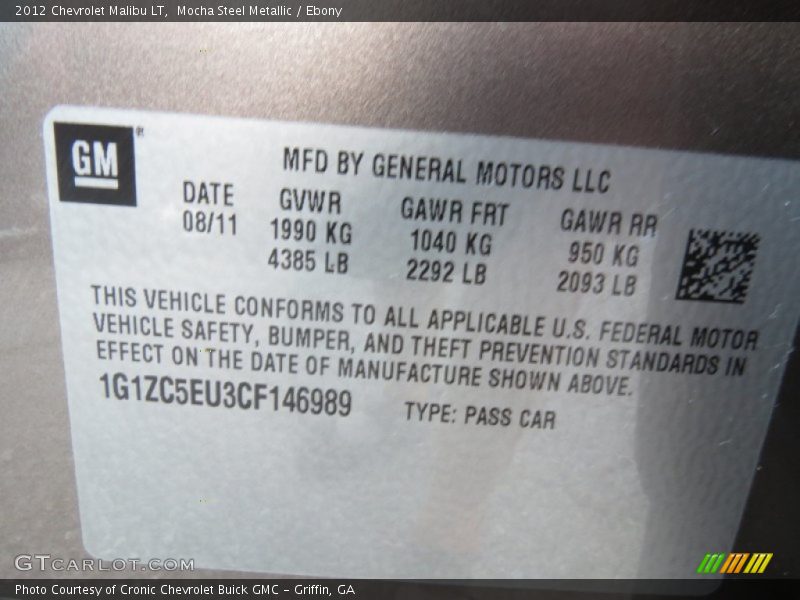 2012 Chevrolet Malibu LT,  Mocha Steel Metallic / Ebony
GM®
MFD BY GENERAL MOTORS LLC
DATE GVWR GAWR FRT GAWR RR
08/11 1990 KG 1040 KG 950 KG
4385 LB 2292 LB 2093 LB
THIS VEHICLE CONFORMS TO ALL APPLICABLE U.S. FEDERAL MOTOR
VEHICLE SAFETY, BUMPER, AND THEFT PREVENTION STANDARDS IN
EFFECT ON THE DATE OF MANUFACTURE SHOWN ABOVE.
1G1ZC5EU3CF146989 TYPE: PASS CAR
GTCARLOT.COM
Photo Courtesy of Cronic Chevrolet Buick GMC – Griffin, GA